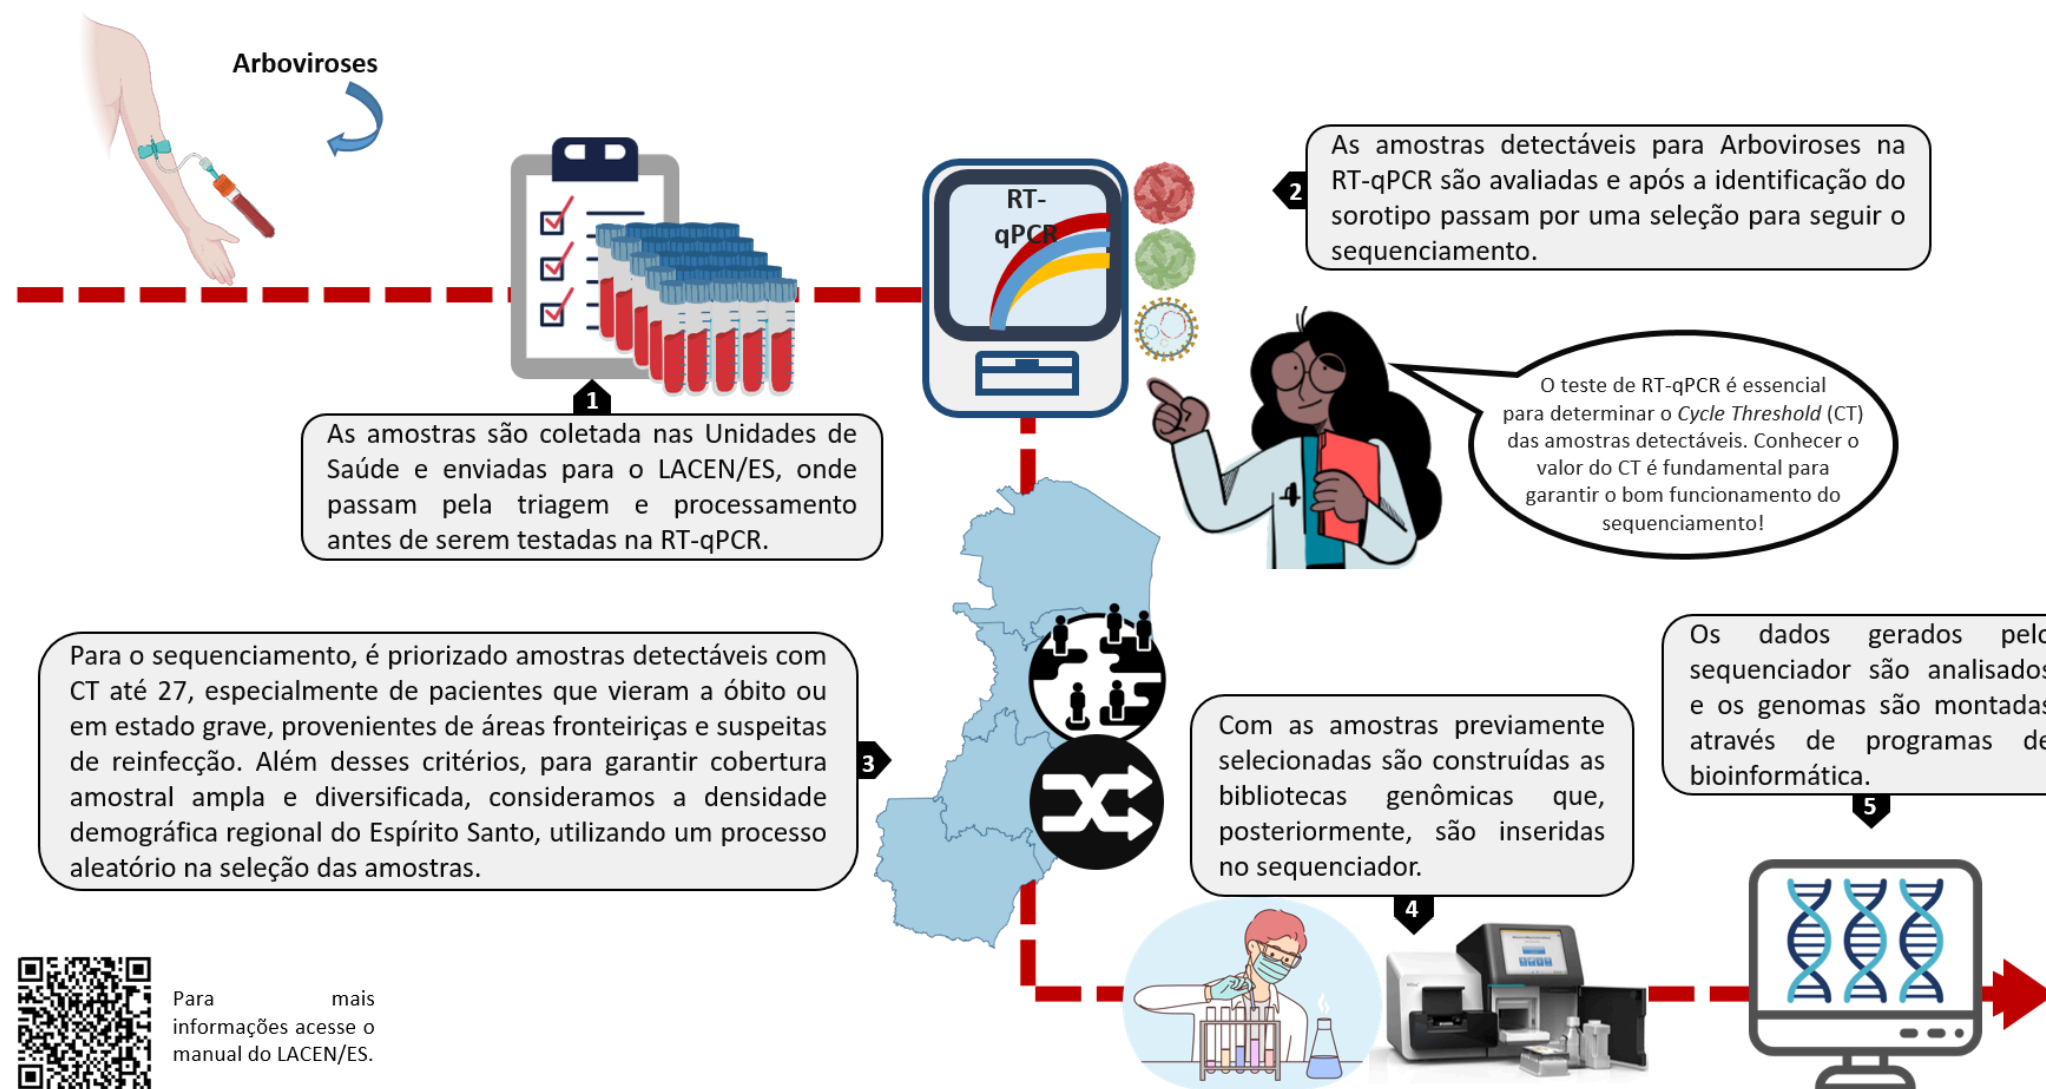 Arboviroses
RT-
qPCR
1
As amostras são coletada nas Unidades de
Saúde e enviadas para o LACEN/ES, onde
passam pela triagem e processamento
antes de serem testadas na RT-qPCR.
2
As amostras detectáveis para Arboviroses na
RT-qPCR são avaliadas e após a identificação do
sorotipo passam por uma seleção para seguir o
sequenciamento.
O teste de RT-qPCR é essencial
para determinar o Cycle Threshold (CT)
das amostras detectáveis. Conhecer o
valor do CT é fundamental para
garantir o bom funcionamento do
sequenciamento!
Para o sequenciamento, é priorizado amostras detectáveis com
CT até 27, especialmente de pacientes que vieram a óbito ou
em estado grave, provenientes de áreas fronteiriças e suspeitas
de reinfecção. Além desses critérios, para garantir cobertura
amostral ampla e diversificada, consideramos a densidade
demográfica regional do Espírito Santo, utilizando um processo
aleatório na seleção das amostras.
3
Com as amostras previamente
selecionadas são construídas as
bibliotecas genômicas que,
posteriormente, são inseridas
no sequenciador.
4
Os dados gerados pelo
sequenciador são analisados
e os genomas são montadas
através de programas de
bioinformática.
5
Para mais
informações acesse o
manual do LACEN/ES.